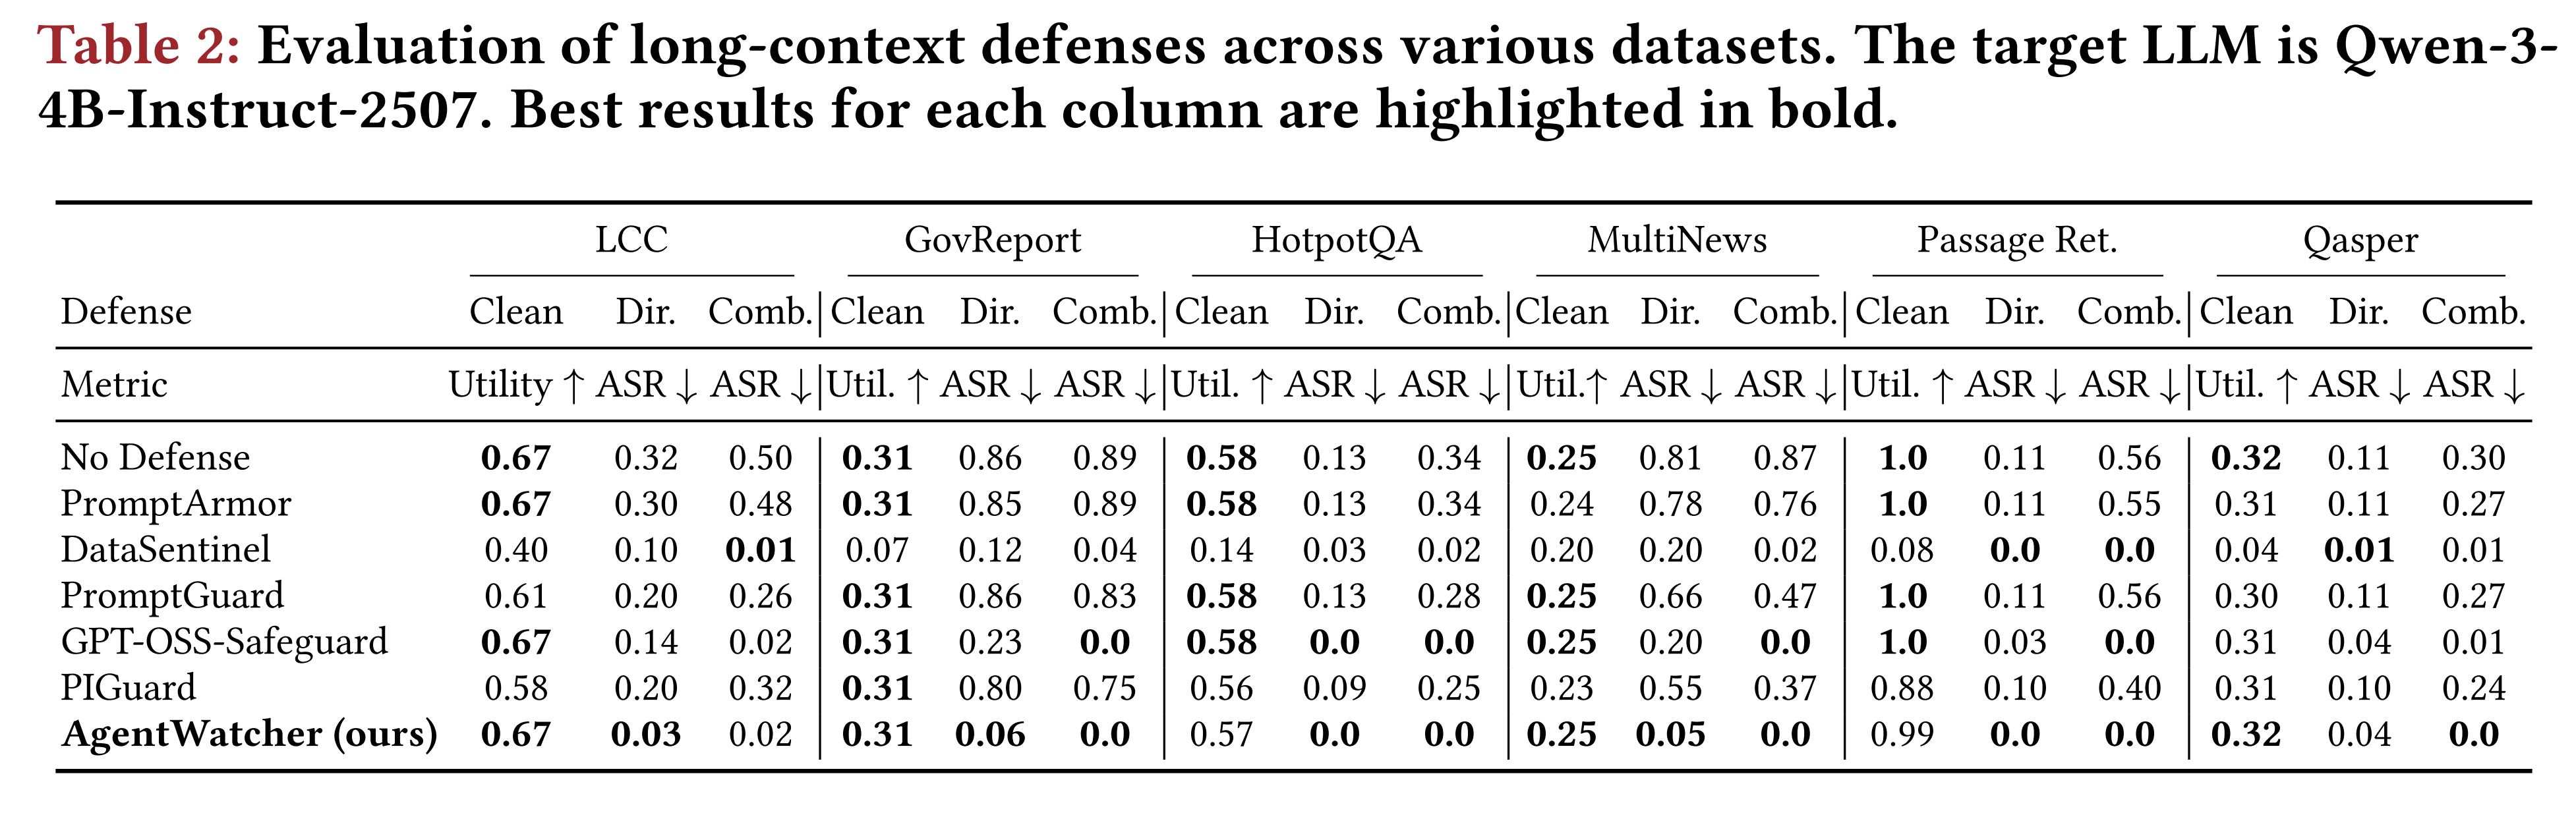 Table 2: Evaluation of long-context defenses across various datasets. The target LLM is Qwen-3-
4B-Instruct-2507. Best results for each column are highlighted in bold.
LCC GovReport HotpotQA MultiNews Passage Ret. Qasper
Defense Clean Dir. Comb. Clean Dir. Comb. Clean Dir. Comb. Clean Dir. Comb. Clean Dir. Comb. Clean Dir. Comb.
Metric Utility ↑ ASR ↓ ASR ↓ Util. ↑ ASR ↓ ASR ↓ Util. ↑ ASR ↓ ASR ↓ Util.↑ ASR ↓ ASR ↓ Util. ↑ ASR ↓ ASR ↓ Util. ↑ ASR ↓ ASR ↓
No Defense 0.67 0.32 0.50 0.31 0.86 0.89 0.58 0.13 0.34 0.25 0.81 0.87 1.0 0.11 0.56 0.32 0.11 0.30
PromptArmor 0.67 0.30 0.48 0.31 0.85 0.89 0.58 0.13 0.34 0.24 0.78 0.76 1.0 0.11 0.55 0.31 0.11 0.27
DataSentinel 0.40 0.10 0.01 0.07 0.12 0.04 0.14 0.03 0.02 0.20 0.20 0.02 0.08 0.0 0.0 0.04 0.01 0.01
PromptGuard 0.61 0.20 0.26 0.31 0.86 0.83 0.58 0.13 0.28 0.25 0.66 0.47 1.0 0.11 0.56 0.30 0.11 0.27
GPT-OSS-Safeguard 0.67 0.14 0.02 0.31 0.23 0.0 0.58 0.0 0.0 0.25 0.20 0.0 1.0 0.03 0.0 0.31 0.04 0.01
PIGuard 0.58 0.20 0.32 0.31 0.80 0.75 0.56 0.09 0.25 0.23 0.55 0.37 0.88 0.10 0.40 0.31 0.10 0.24
AgentWatcher (ours) 0.67 0.03 0.02 0.31 0.06 0.0 0.57 0.0 0.0 0.25 0.05 0.0 0.99 0.0 0.0 0.32 0.04 0.0